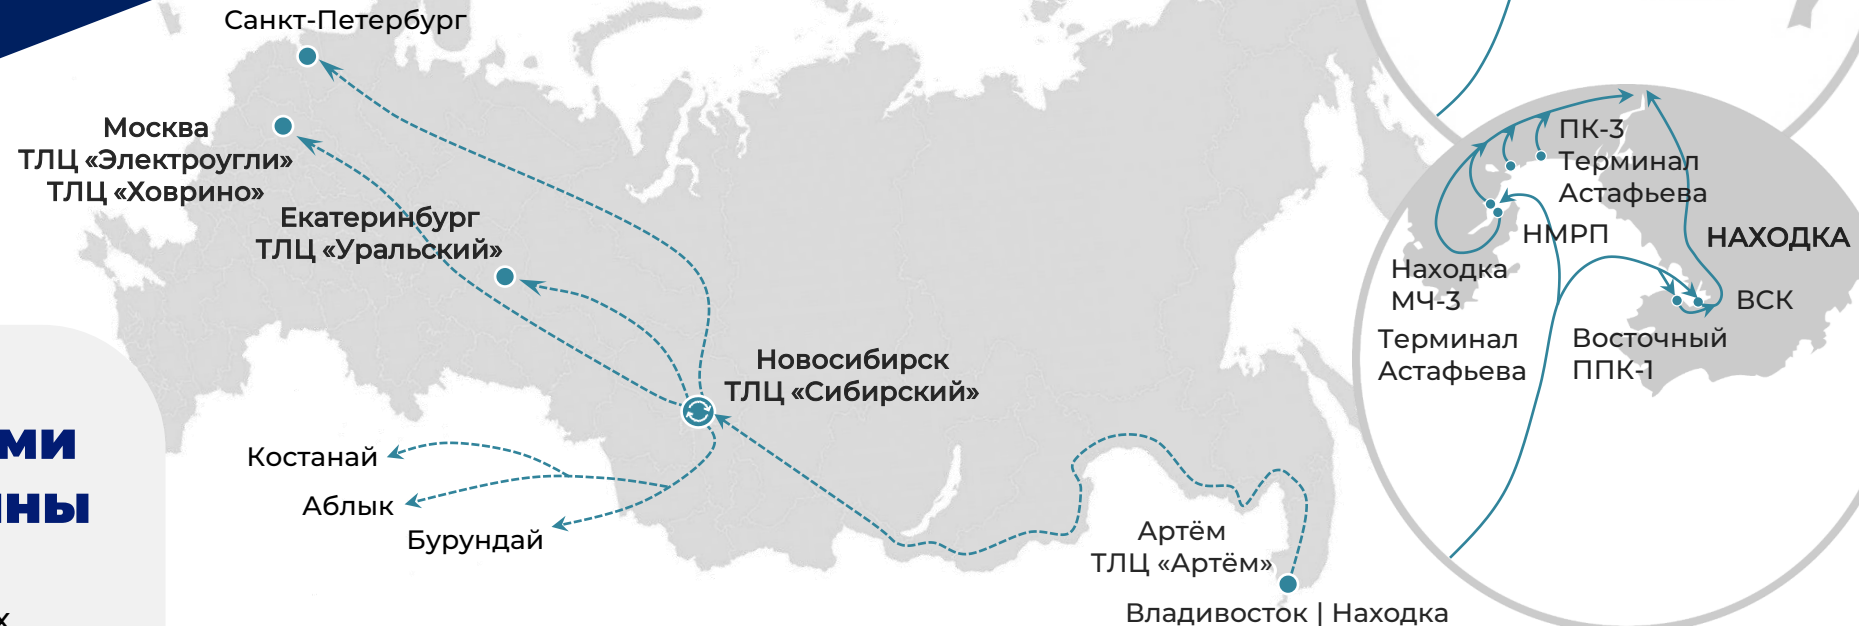 Санкт-Петербург
Москва
ТЛЦ «Электроугли»
ТЛЦ «Ховрино»
Екатеринбург
ТЛЦ «Уральский»
Новосибирск
ТЛЦ «Сибирский»
Костанай
Аблык
Бурундай
Артём
ТЛЦ «Артём»
Владивосток | Находка
ПК-3
Терминал
Астафьева
НМРП
НАХОДКА
Находка
МЧ-3
ВСК
Терминал
Астафьева
Восточный
ППК-1
ми
ны
х